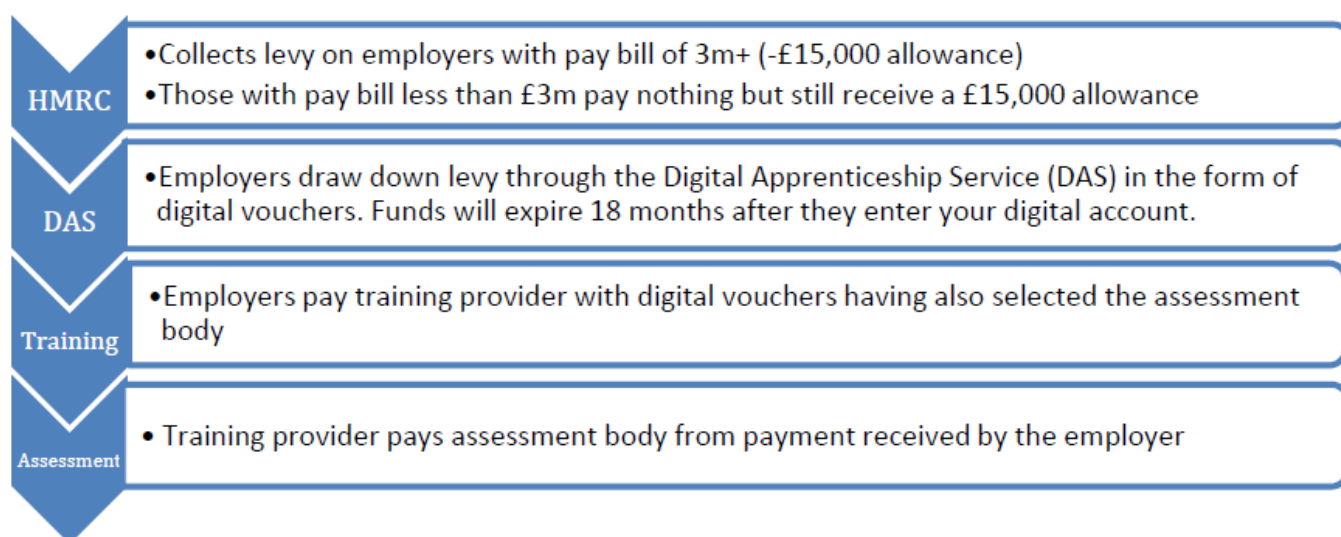 HMRC
•Collects levy on employers with pay bill of 3m+ (-£15,000 allowance)
•Those with pay bill less than £3m pay nothing but still receive a £15,000 allowance
DAS
•Employers draw down levy through the Digital Apprenticeship Service (DAS) in the form of
digital vouchers. Funds will expire 18 months after they enter your digital account.
Training
•Employers pay training provider with digital vouchers having also selected the assessment
body
Assessment
• Training provider pays assessment body from payment received by the employer